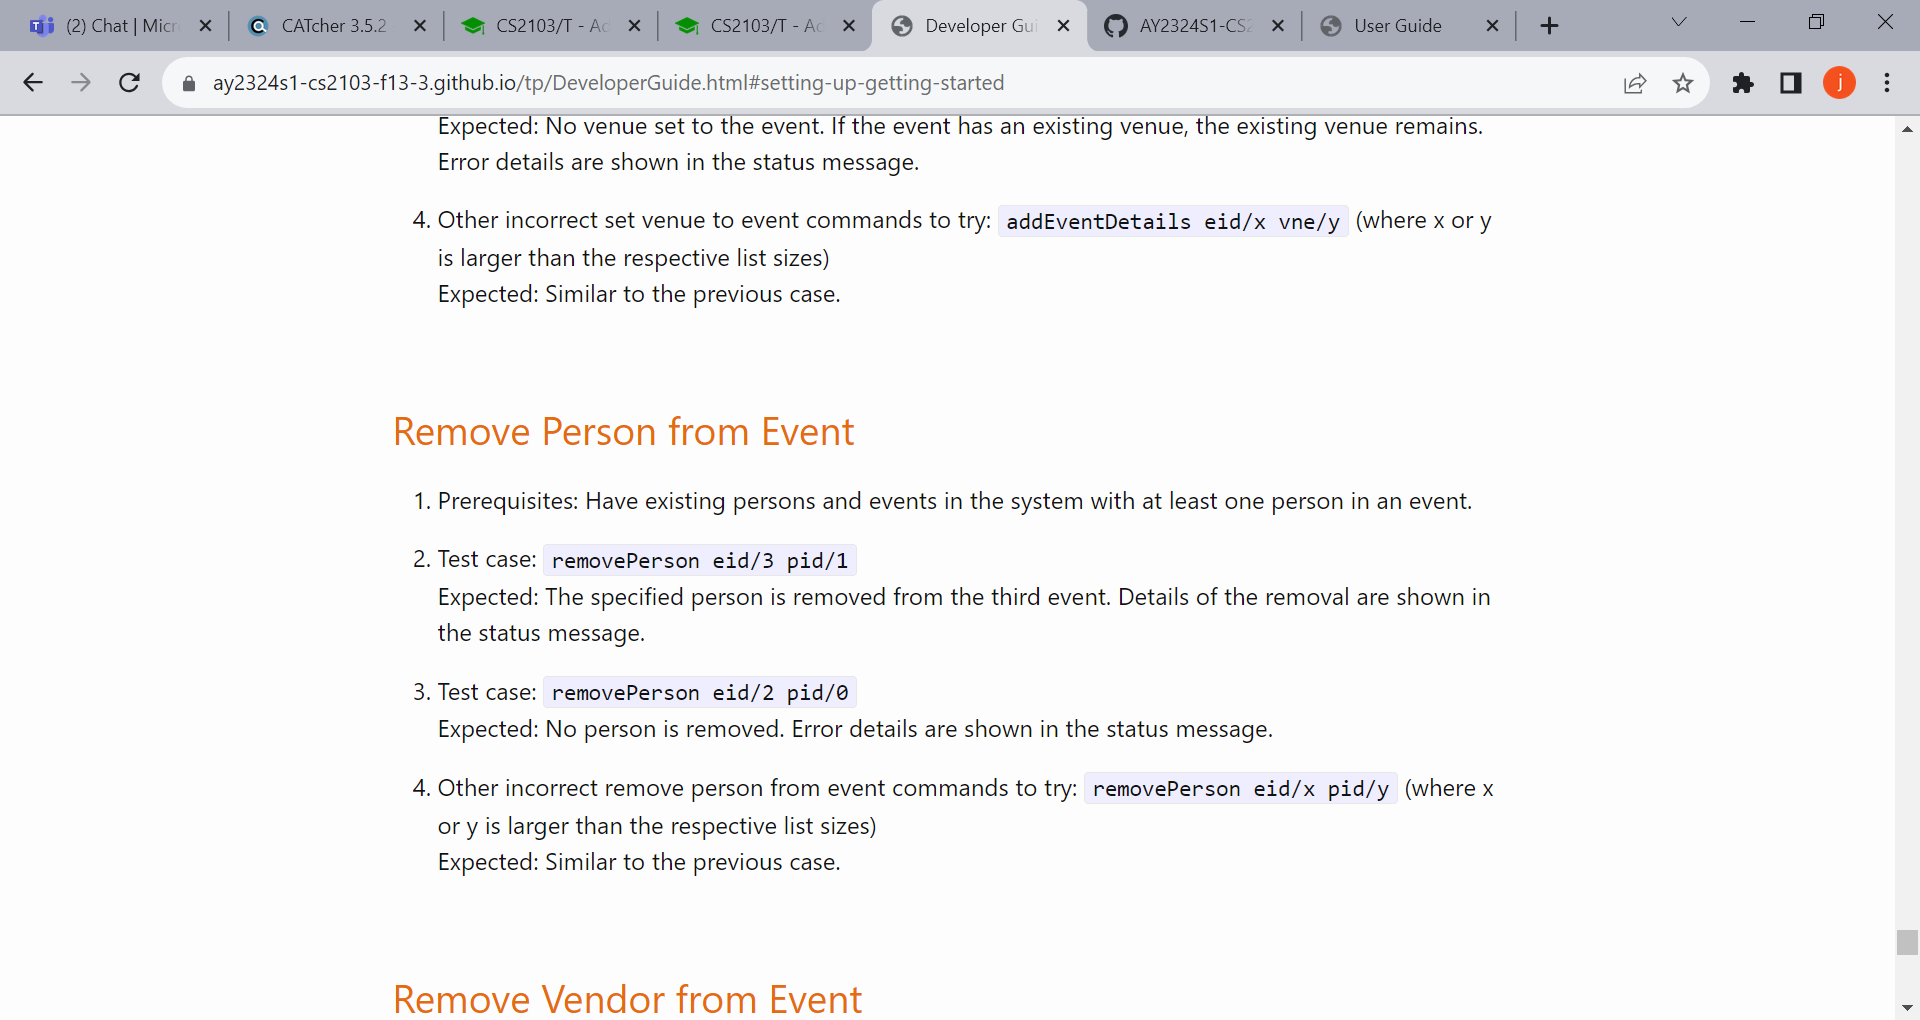 (2) Chat | Micr
CATcher 3.5.2
CS2103/T - Ad
CS2103/T - Ad
Developer Gui
AY2324S1-CS2
User Guide
ay2324s1-cs2103-f13-3.github.io/tp/DeveloperGuide.html#setting-up-getting-started
j
Expected: No venue set to the event. If the event has an existing venue, the existing venue remains.
Error details are shown in the status message.
4. Other incorrect set venue to event commands to try: addEventDetails eid/x vne/y (where x or y
is larger than the respective list sizes)
Expected: Similar to the previous case.
Remove Person from Event
1. Prerequisites: Have existing persons and events in the system with at least one person in an event.
2. Test case: removePerson eid/3 pid/1
Expected: The specified person is removed from the third event. Details of the removal are shown in
the status message.
3. Test case: removePerson eid/2 pid/0
Expected: No person is removed. Error details are shown in the status message.
4. Other incorrect remove person from event commands to try: removePerson eid/x pid/y (where x
or y is larger than the respective list sizes)
Expected: Similar to the previous case.
Remove Vendor from Event